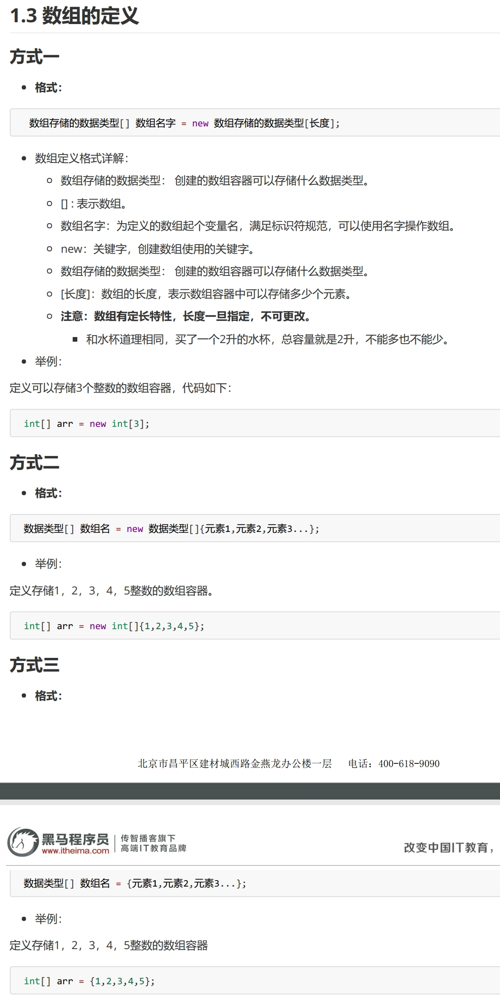 1.3 数组的定义
方式一
格式：
数组存储的数据类型[] 数组名字 = new 数组存储的数据类型[长度];
数组定义格式详解：
数组存储的数据类型： 创建的数组容器可以存储什么数据类型。
[] : 表示数组。
数组名字：为定义的数组起个变量名，满足标识符规范，可以使用名字操作数组。
new：关键字，创建数组使用的关键字。
数组存储的数据类型： 创建的数组容器可以存储什么数据类型。
[长度]：数组的长度，表示数组容器中可以存储多少个元素。
注意：数组有定长特性，长度一旦指定，不可更改。
和水杯道理相同，买了一个2升的水杯，总容量就是2升，不能多也不能少。
举例：
定义可以存储3个整数的数组容器，代码如下：
int[] arr = new int[3];
方式二
格式：
数据类型[] 数组名 = new 数据类型[]{元素1,元素2,元素3...};
举例：
定义存储1，2，3，4，5整数的数组容器。
int[] arr = new int[]{1,2,3,4,5};
方式三
格式：
北京市昌平区建材城西路金燕龙办公楼一层 电话：400-618-9090
黑马程序员
www.itheima.com
传智播客旗下
高端IT教育品牌
改变中国IT教育，
数据类型[] 数组名 = {元素1,元素2,元素3...};
举例：
定义存储1，2，3，4，5整数的数组容器
int[] arr = {1,2,3,4,5};